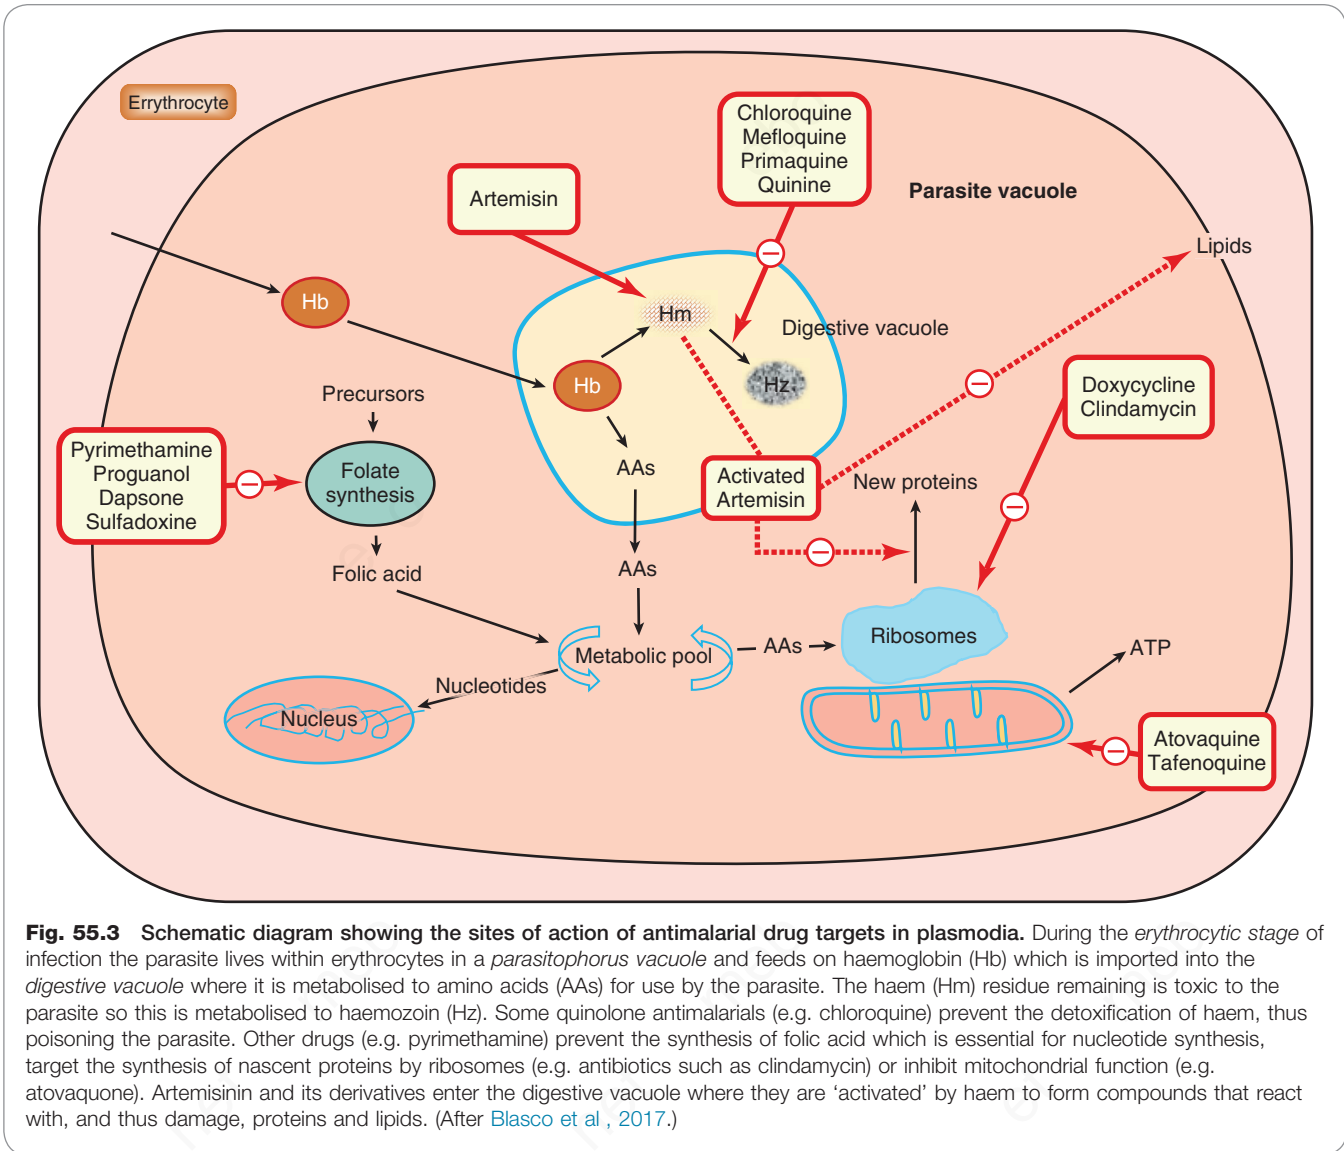 Errythrocyte
Chloroquine
Mefloquine
Primaquine
Quinine
Artemisin
Parasite vacuole
Lipids
Hb
Hm
Digestive vacuole
Hb
Hz
Precursors
Doxycycline
Clindamycin
Pyrimethamine
Proguanol
Dapsone
Sulfadoxine
Folate
synthesis
AAs
Activated
Artemisin
New proteins
Folic acid
AAs
Metabolic pool
AAs
Ribosomes
ATP
Nucleotides
Nucleus
Atovaquine
Tafenoquine
Fig. 55.3 Schematic diagram showing the sites of action of antimalarial drug targets in plasmodia. During the erythrocytic stage of
infection the parasite lives within erythrocytes in a parasitophorus vacuole and feeds on haemoglobin (Hb) which is imported into the
digestive vacuole where it is metabolised to amino acids (AAs) for use by the parasite. The haem (Hm) residue remaining is toxic to the
parasite so this is metabolised to haemozoin (Hz). Some quinolone antimalarials (e.g. chloroquine) prevent the detoxification of haem, thus
poisoning the parasite. Other drugs (e.g. pyrimethamine) prevent the synthesis of folic acid which is essential for nucleotide synthesis,
target the synthesis of nascent proteins by ribosomes (e.g. antibiotics such as clindamycin) or inhibit mitochondrial function (e.g.
atovaquone). Artemisinin and its derivatives enter the digestive vacuole where they are ‘activated’ by haem to form compounds that react
with, and thus damage, proteins and lipids. (After Blasco et al , 2017.)